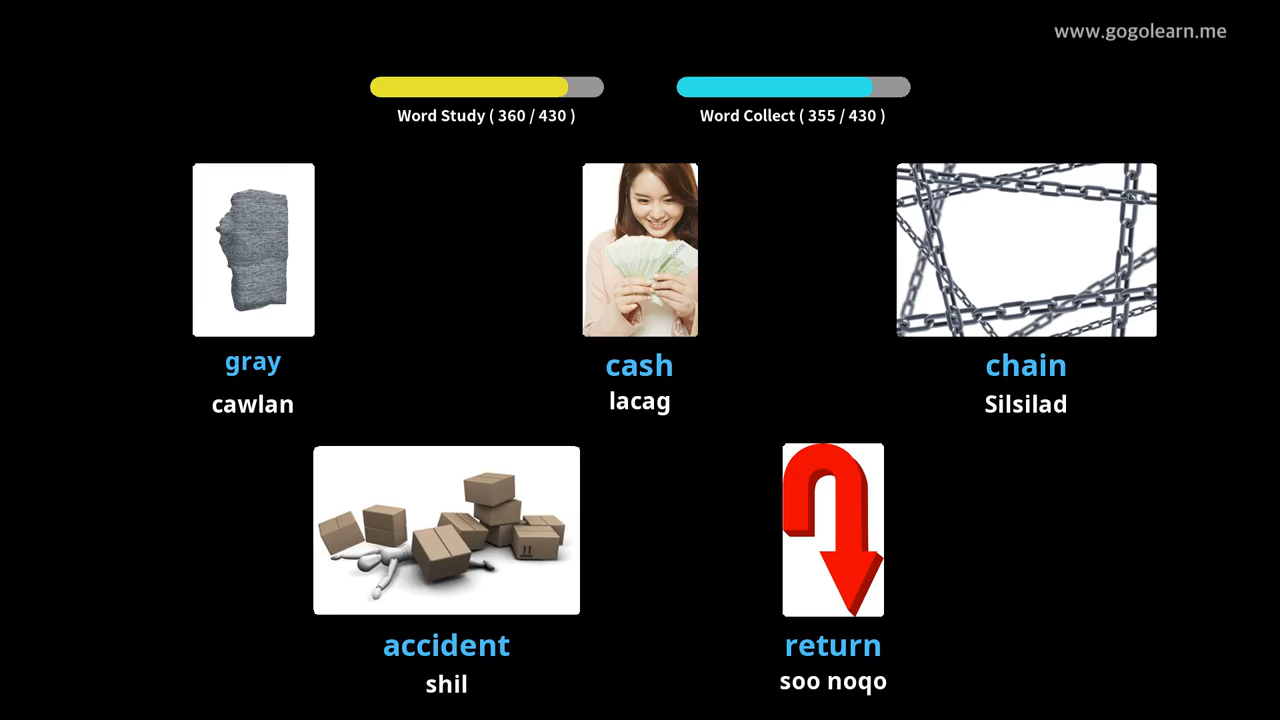 www.gogolearn.me
Word Study ( 360 / 430 )
Word Collect ( 355 / 430 )
gray
cawlan
cash
lacag
chain
Silsilad
accident
shil
return
soo noqo